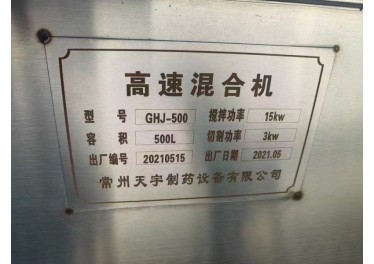 高速混合机
型号 GHJ-500 搅拌功率 15kw
容积 500L 切割功率 3kw
出厂编号 20210515 出厂日期 2021.05
常州天宇制药设备有限公司